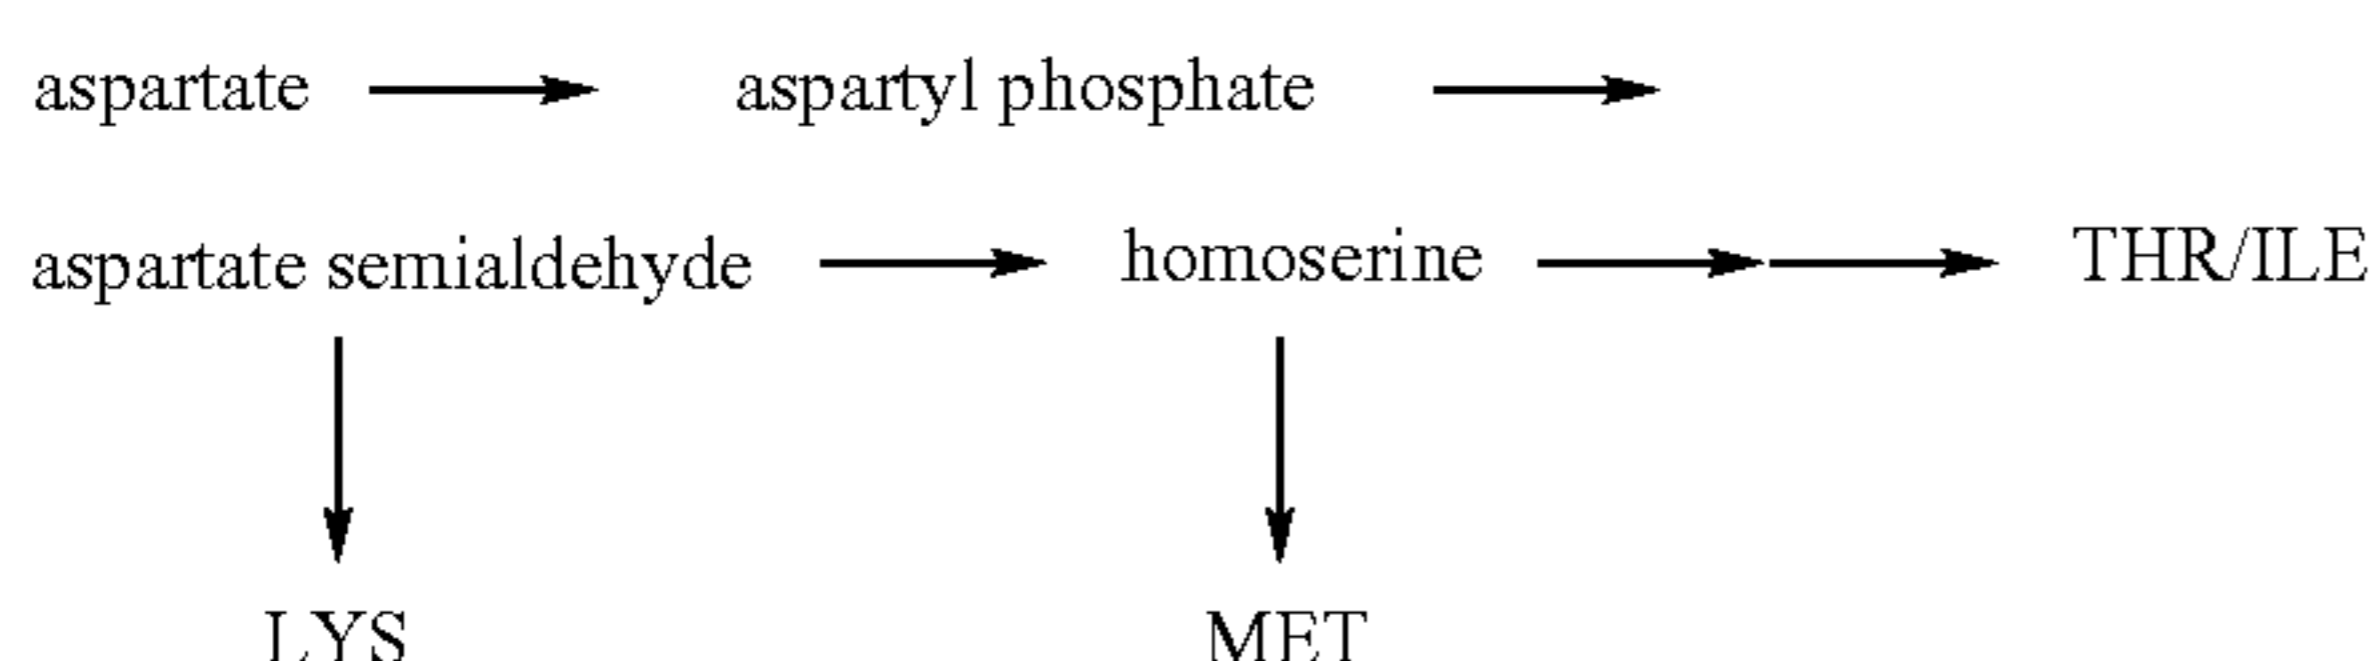 aspartate aspartyl phosphate
aspartate semialdehyde homoserine THR/ILE
LYS MET